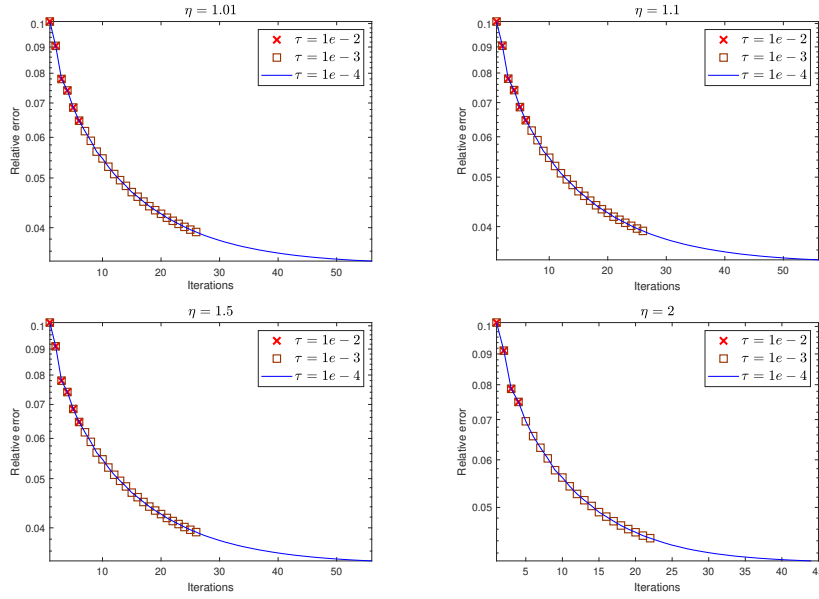 η = 1.01
0.1
0.09
0.08
0.07
0.06
0.05
0.04
Relative error
10 20 30 40 50
Iterations
τ = 1e − 2
τ = 1e − 3
τ = 1e − 4
η = 1.1
0.1
0.09
0.08
0.07
0.06
0.05
0.04
Relative error
10 20 30 40 50
Iterations
τ = 1e − 2
τ = 1e − 3
τ = 1e − 4
η = 1.5
0.1
0.09
0.08
0.07
0.06
0.05
0.04
Relative error
10 20 30 40 50
Iterations
τ = 1e − 2
τ = 1e − 3
τ = 1e − 4
η = 2
0.1
0.09
0.08
0.07
0.06
0.05
Relative error
5 10 15 20 25 30 35 40
Iterations
τ = 1e − 2
τ = 1e − 3
τ = 1e − 4